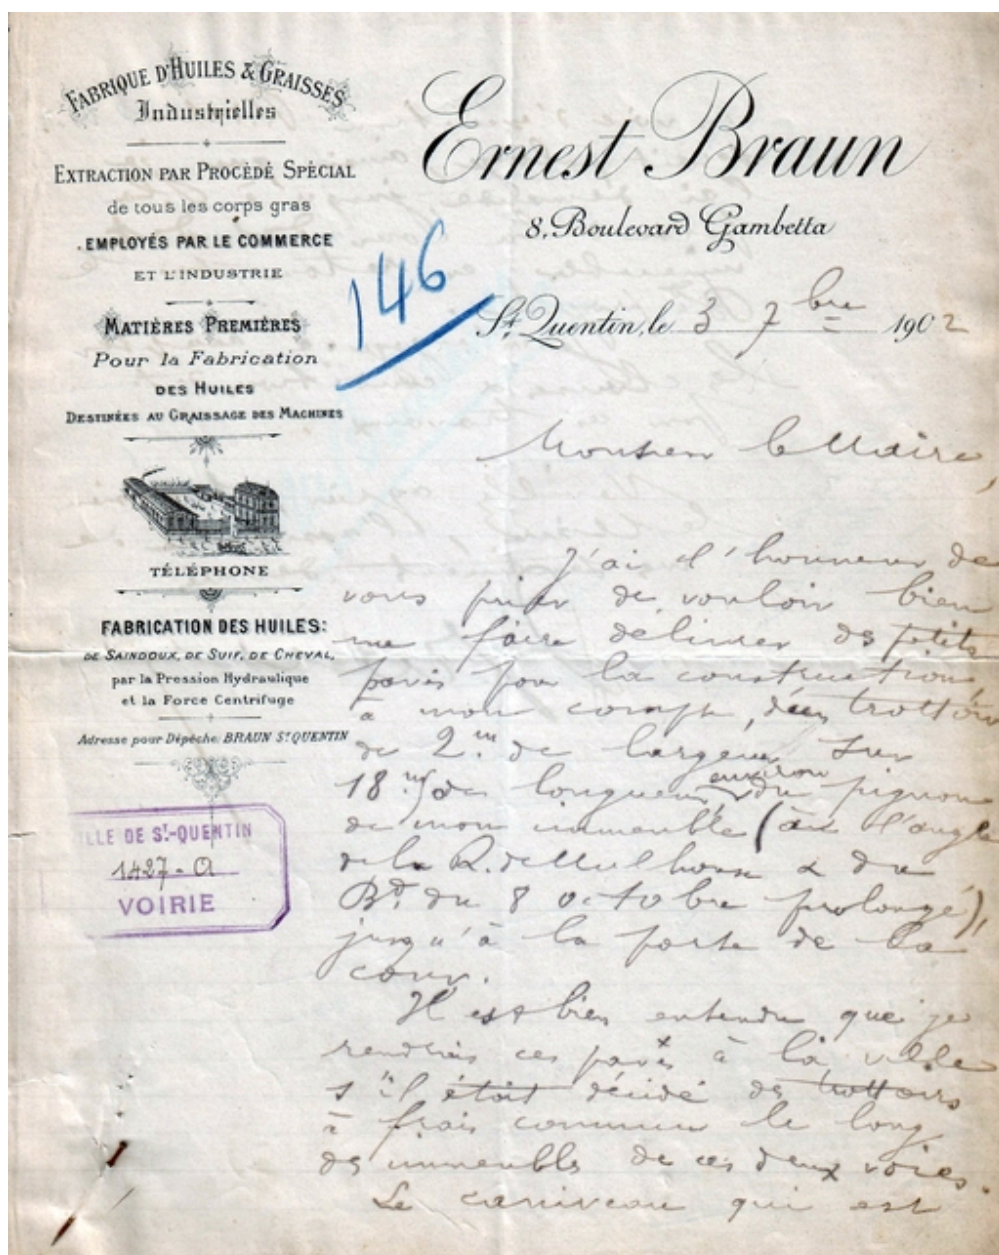 FABRIQUE D'HUILES & GRAISSES
Industrielles
EXTRACTION PAR PROCÉDÉ SPÉCIAL
de tous les corps gras
EMPLOYÉS PAR LE COMMERCE
ET L'INDUSTRIE
MATIÈRES PREMIÈRES
Pour la Fabrication
DES HUILES
DESTINÉES AU GRAISSAGE DES MACHINES
TÉLÉPHONE
FABRICATION DES HUILES:
DE SAINDOUX, DE SUIF, DE CHEVAL,
par la Pression Hydraulique
et la Force Centrifuge
Adresse pour Dépêche: BRAUN ST QUENTIN
VILLE DE ST-QUENTIN
1427-A
VOIRIE
Ernest Braun
8, Boulevard Gambetta
146
St Quentin, le 3 7bre 1902
Monsieur le Maire,
J'ai l'honneur de
vous prier de vouloir bien
me faire délivrer des petits
pavés pour la construction
à mon compte, d'un trottoir
de 2m de largeur sur
18m de longueur environ du pignon
de mon immeuble (à l'angle
de la R. de Mulhouse & du
Bd. du 8 octobre prolongé),
jusqu'à la porte de la
cour.
Il est bien entendu que je
rendrais ces pavés à la ville
s'il était décidé des trottoirs
à frais communs le long
des immeubles de ces deux voies.
Le caniveau qui est